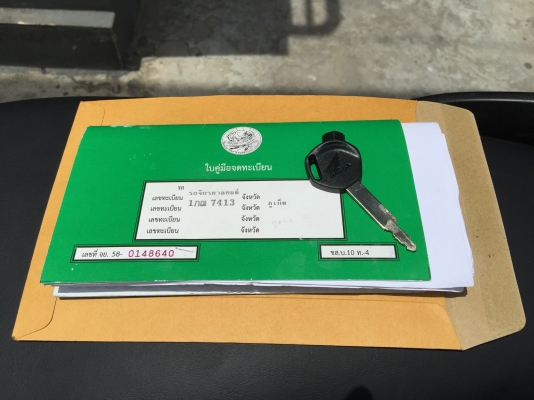 ใบคู่มือจดทะเบียน
รถ รถจักรยานยนต์
เลขทะเบียน 1กฌ 7413 จังหวัด ภูเก็ต
เลขทะเบียน จังหวัด
เลขทะเบียน จังหวัด
เลขทะเบียน จังหวัด
เลขที่ จย. 58- 0148640
ขส.บ.10 ท.-4